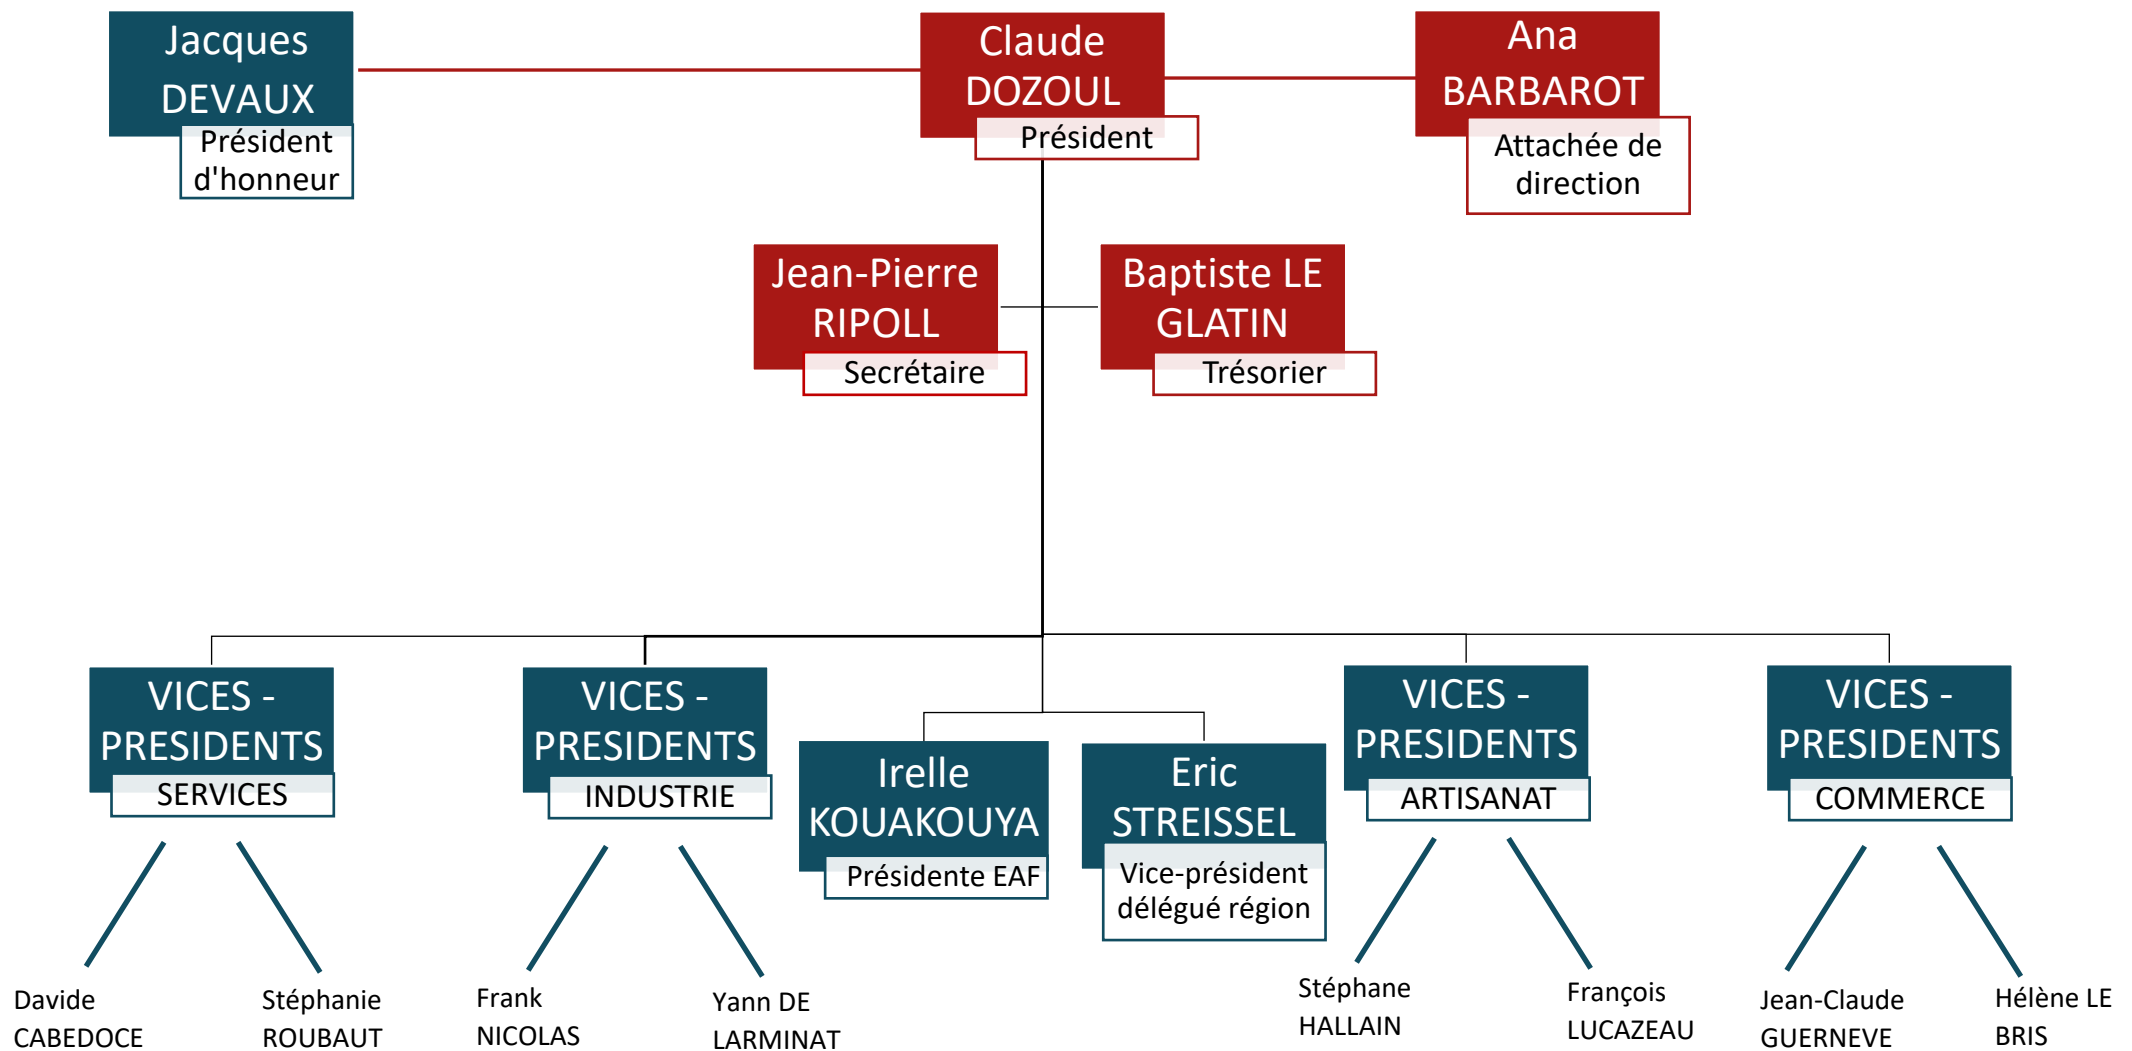 Jacques
DEVAUX
Président
d'honneur
Claude
DOZOUL
Président
Ana
BARBAROT
Attachée de
direction
Jean-Pierre
RIPOLL
Secrétaire
Baptiste LE
GLATIN
Trésorier
VICES -
PRESIDENTS
SERVICES
VICES -
PRESIDENTS
INDUSTRIE
Irelle
KOUAKOUYA
Présidente EAF
Eric
STREISSEL
Vice-président
délégué région
VICES -
PRESIDENTS
ARTISANAT
VICES -
PRESIDENTS
COMMERCE
Davide
CABEDOCE
Stéphanie
ROUBAUT
Frank
NICOLAS
Yann DE
LARMINAT
Stéphane
HALLAIN
François
LUCAZEAU
Jean-Claude
GUERNEVE
Hélène LE
BRIS